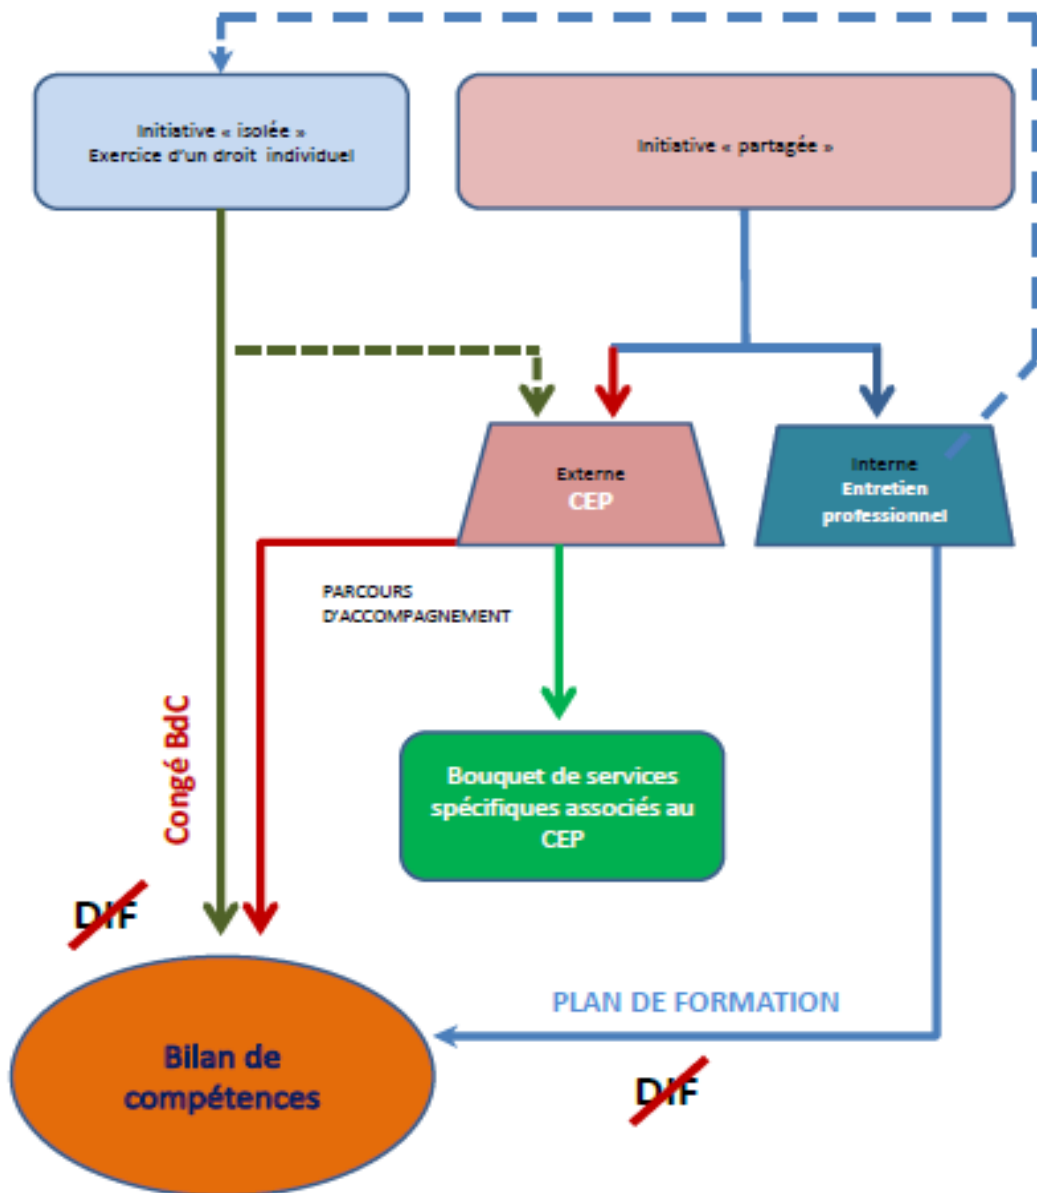 Initiative « isolée »
Exercice d'un droit individuel
Initiative « partagée »
Externe
CEP
Interne
Entretien
professionnel
PARCOURS
D'ACCOMPAGNEMENT
Congé BdC
Bouquet de services
spécifiques associés au
CEP
DIF
PLAN DE FORMATION
Bilan de
compétences
DIF